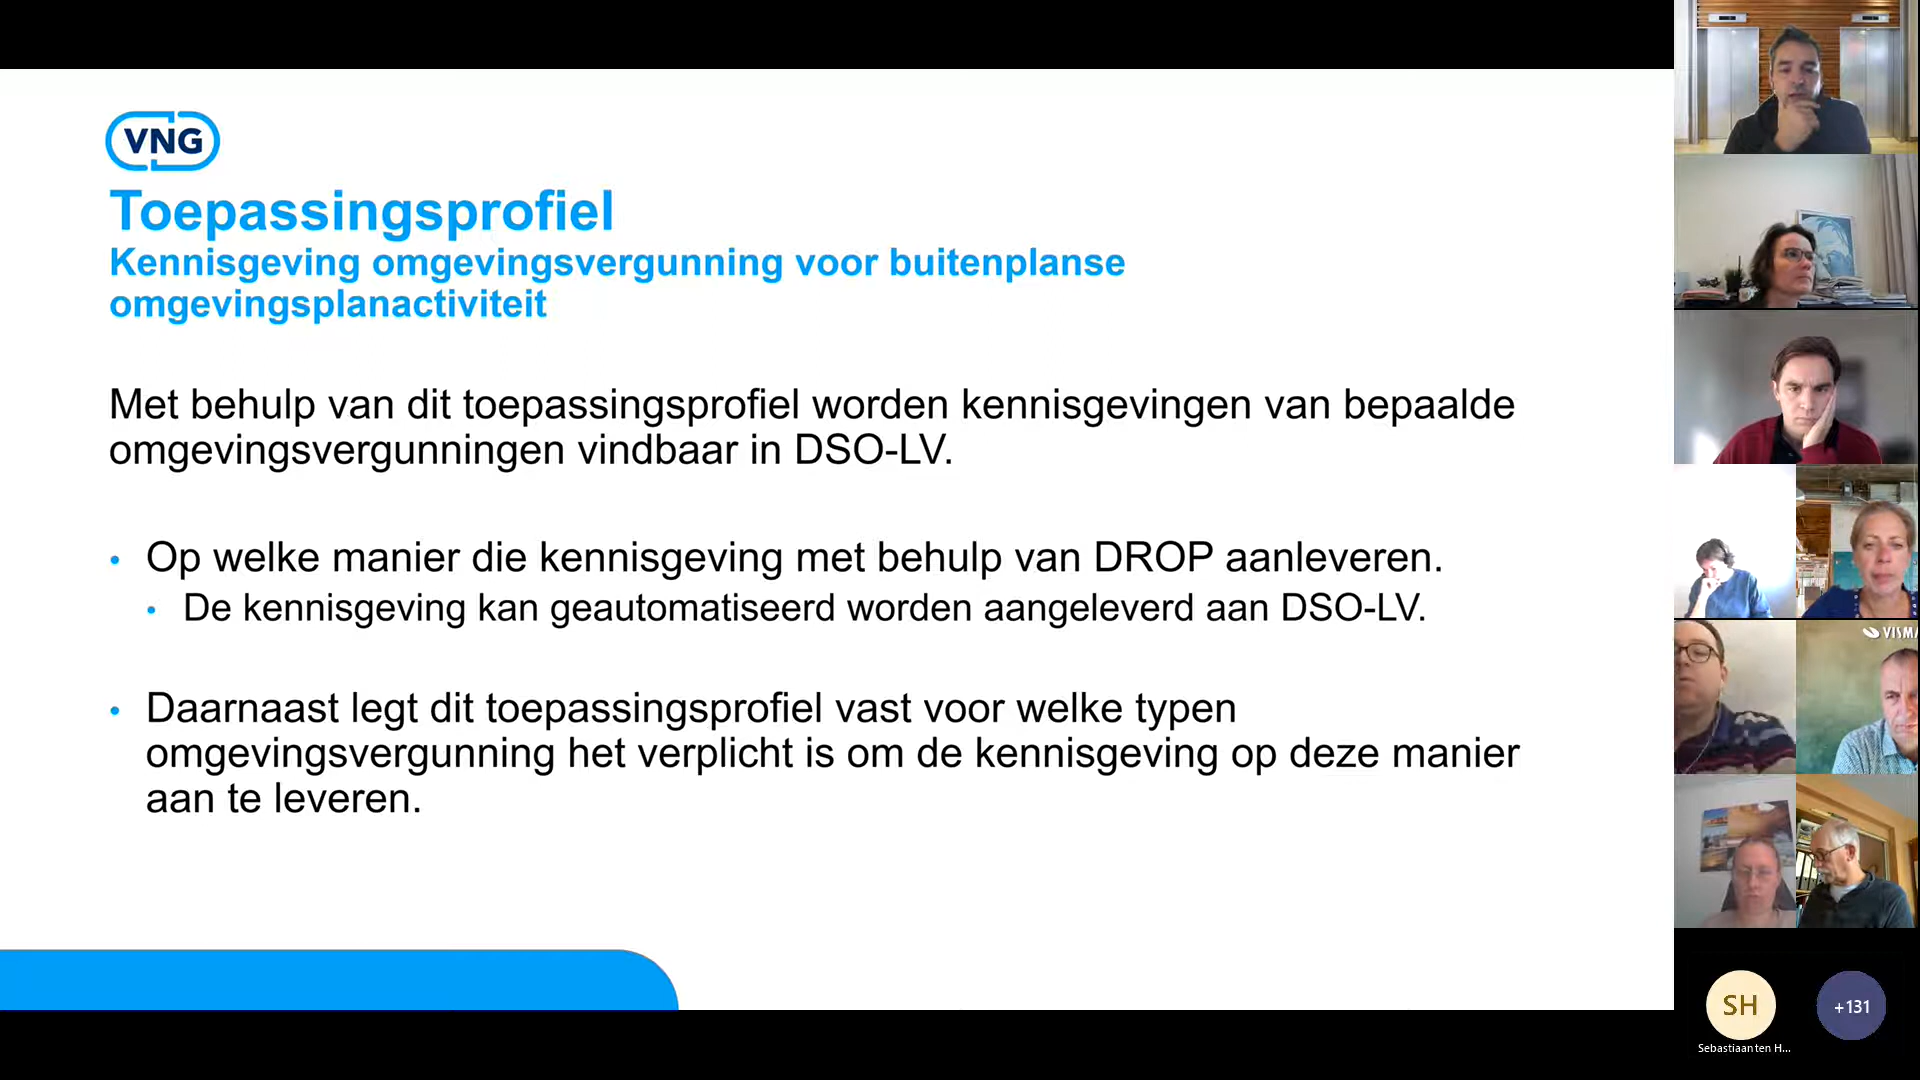 VNG
Toepassingsprofiel
Kennisgeving omgevingsvergunning voor buitenplanse
omgevingsplanactiviteit
Met behulp van dit toepassingsprofiel worden kennisgevingen van bepaalde
omgevingsvergunningen vindbaar in DSO-LV.
• Op welke manier die kennisgeving met behulp van DROP aanleveren.
• De kennisgeving kan geautomatiseerd worden aangeleverd aan DSO-LV.
• Daarnaast legt dit toepassingsprofiel vast voor welke typen
omgevingsvergunning het verplicht is om de kennisgeving op deze manier
aan te leveren.
VISMA
SH
+131
Sebastiaan ten H...